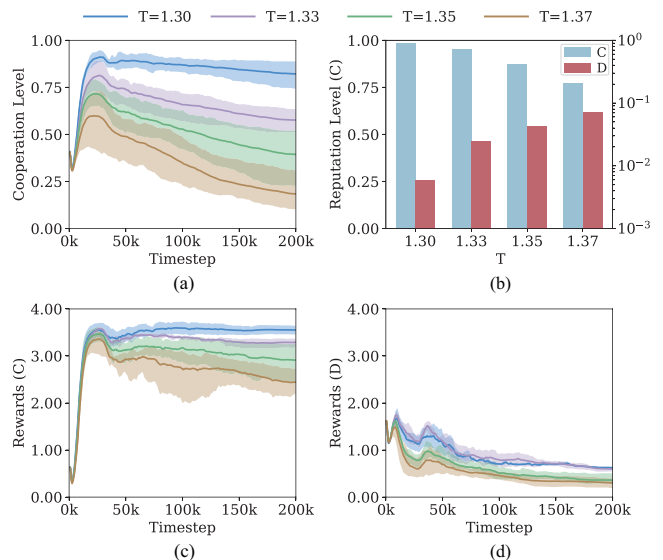 T=1.30 T=1.33 T=1.35 T=1.37
1.00
0.75
0.50
0.25
0.00
Cooperation Level
0k 50k 100k 150k 200k
Timestep
(a)
1.00
0.75
0.50
0.25
0.00
Reputation Level (C)
C
D
10⁰
10⁻¹
10⁻²
10⁻³
1.30 1.33 1.35 1.37
T
(b)
4.00
3.00
2.00
1.00
0.00
Rewards (C)
0k 50k 100k 150k 200k
Timestep
(c)
4.00
3.00
2.00
1.00
0.00
Rewards (D)
0k 50k 100k 150k 200k
Timestep
(d)